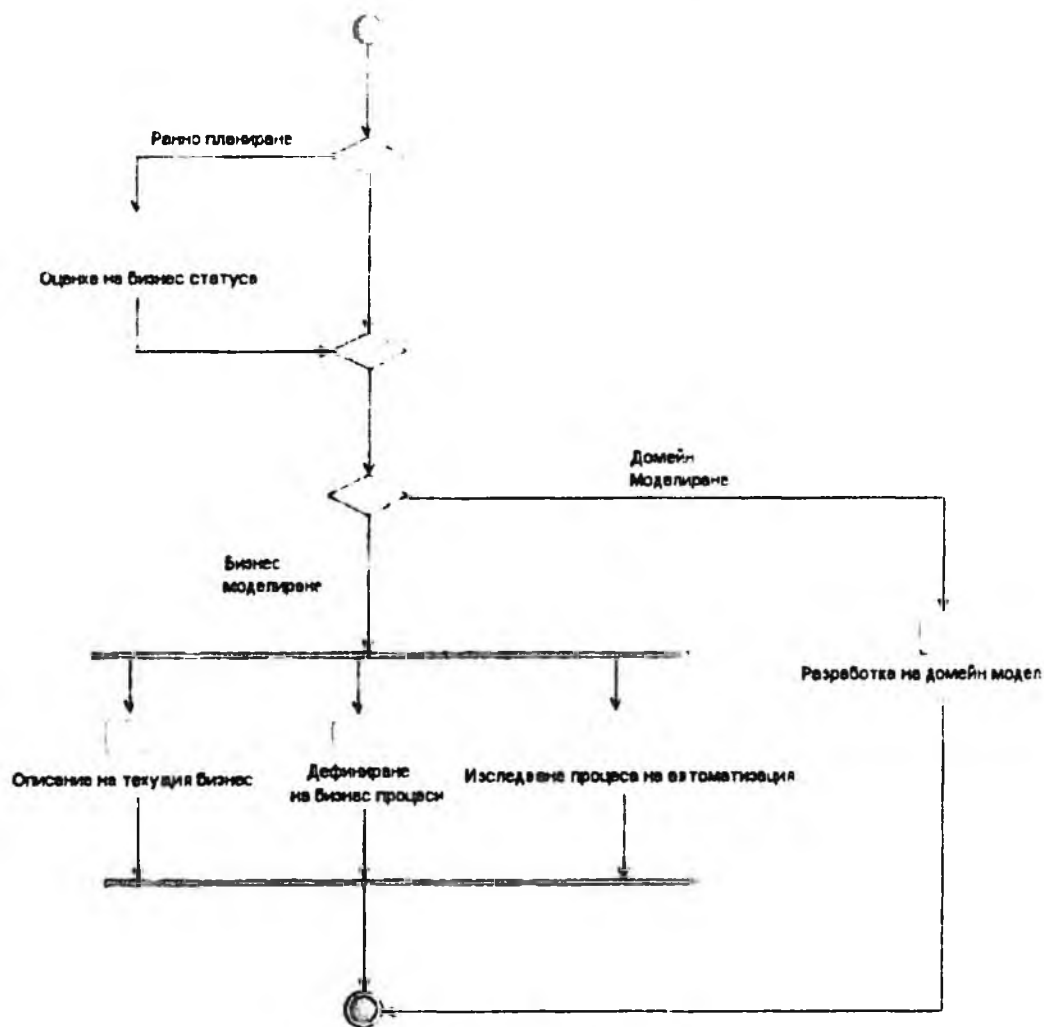 Ранно планиране
Оценка на бизнес статуса
Домейн
Моделиране
Бизнес
моделиране
Разработка на домейн модел
Описание на текущия бизнес
Дефиниране
на бизнес процеси
Изследване процеса на автоматизация